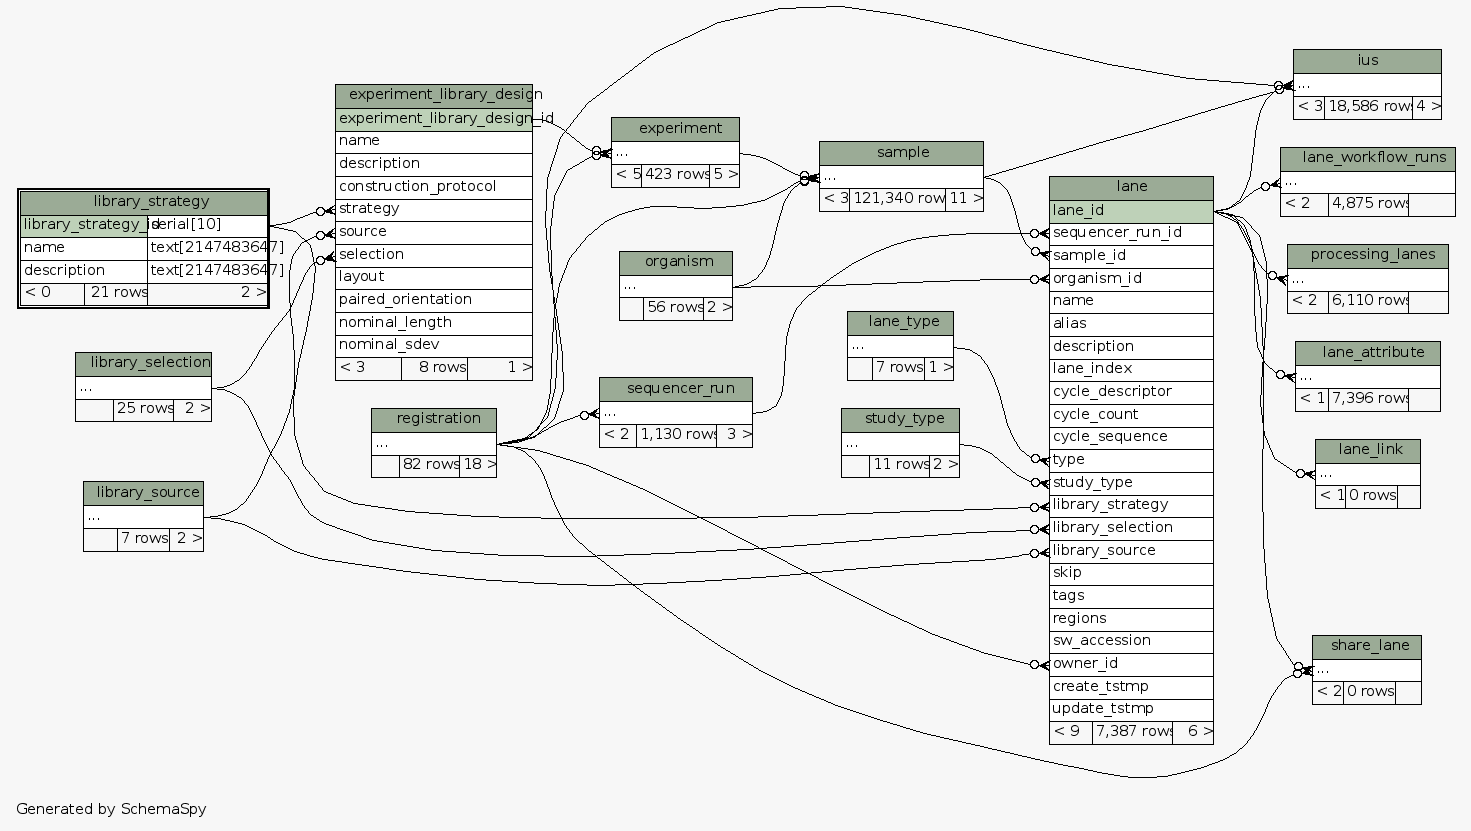 library_strategy
library_strategy_id serial[10]
name text[2147483647]
description text[2147483647]
< 0 21 rows 2 >
library_selection
...
25 rows 2 >
library_source
...
7 rows 2 >
experiment_library_design
experiment_library_design_id
name
description
construction_protocol
strategy
source
selection
layout
paired_orientation
nominal_length
nominal_sdev
< 3 8 rows 1 >
registration
...
82 rows 18 >
experiment
...
< 5 423 rows 5 >
organism
...
56 rows 2 >
sequencer_run
...
< 2 1,130 rows 3 >
sample
...
< 3 121,340 row 11 >
lane_type
...
7 rows 1 >
study_type
...
11 rows 2 >
lane
lane_id
sequencer_run_id
sample_id
organism_id
name
alias
description
lane_index
cycle_descriptor
cycle_count
cycle_sequence
type
study_type
library_strategy
library_selection
library_source
skip
tags
regions
sw_accession
owner_id
create_tstmp
update_tstmp
< 9 7,387 rows 6 >
ius
...
< 3 18,586 rows 4 >
lane_workflow_runs
...
< 2 4,875 rows
processing_lanes
...
< 2 6,110 rows
lane_attribute
...
< 1 7,396 rows
lane_link
...
< 1 0 rows
share_lane
...
< 2 0 rows
Generated by SchemaSpy